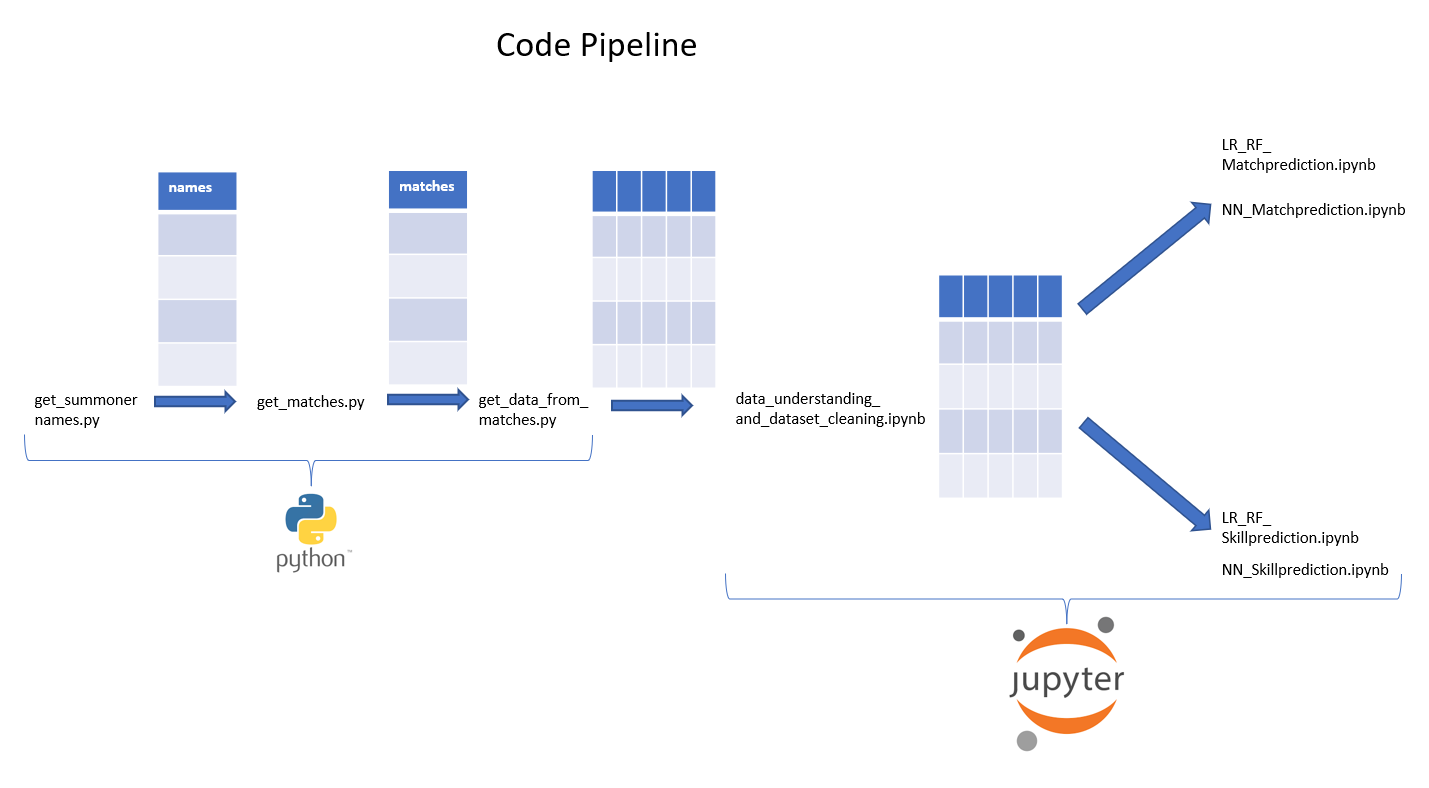 Code Pipeline
names
matches
get_summoner
names.py
get_matches.py
get_data_from_
matches.py
data_understanding_
and_dataset_cleaning.ipynb
LR_RF_
Matchprediction.ipynb
NN_Matchprediction.ipynb
LR_RF_
Skillprediction.ipynb
NN_Skillprediction.ipynb
python™
jupyter